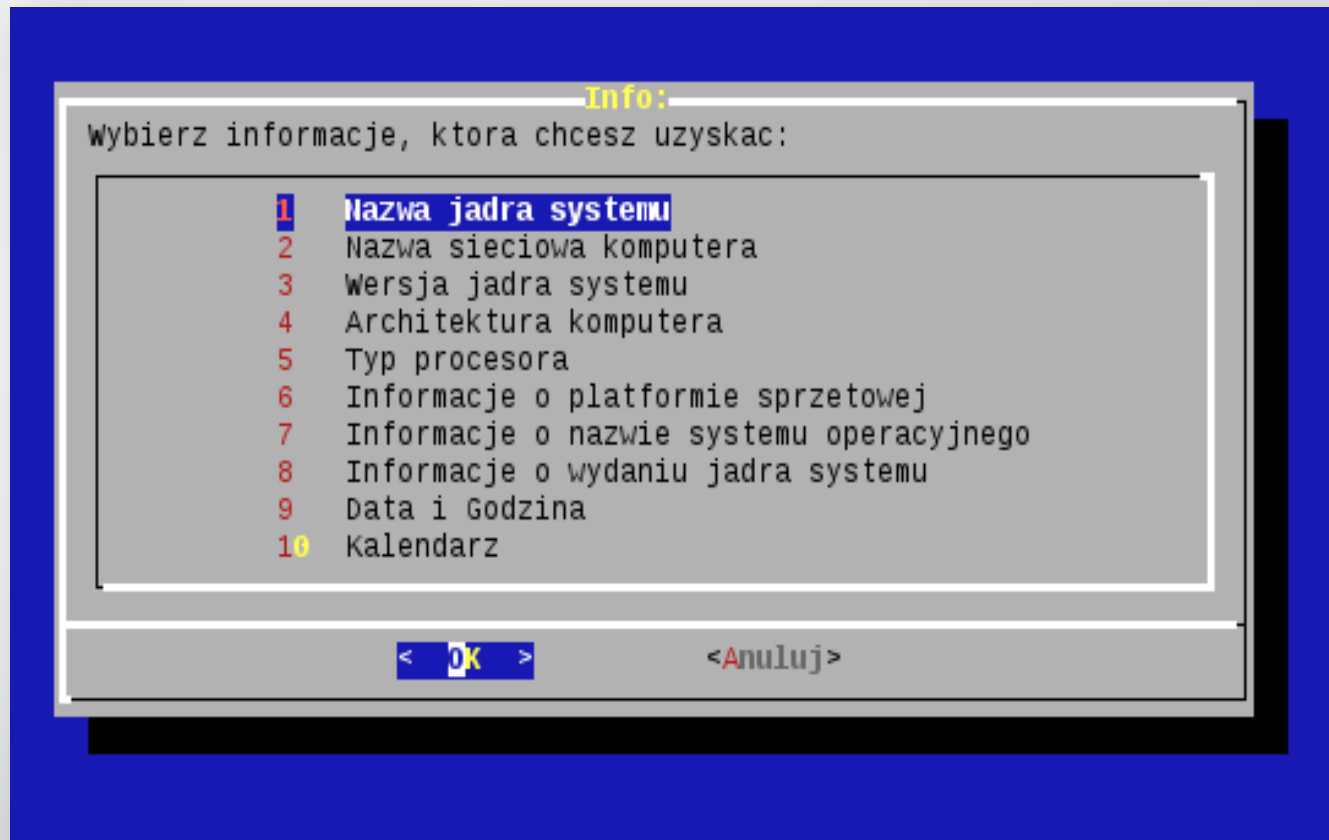 Info:
Wybierz informacje, ktora chcesz uzyskac:
1 Nazwa jadra systemu
2 Nazwa sieciowa komputera
3 Wersja jadra systemu
4 Architektura komputera
5 Typ procesora
6 Informacje o platformie sprzetowej
7 Informacje o nazwie systemu operacyjnego
8 Informacje o wydaniu jadra systemu
9 Data i Godzina
10 Kalendarz
< OK > <Anuluj>